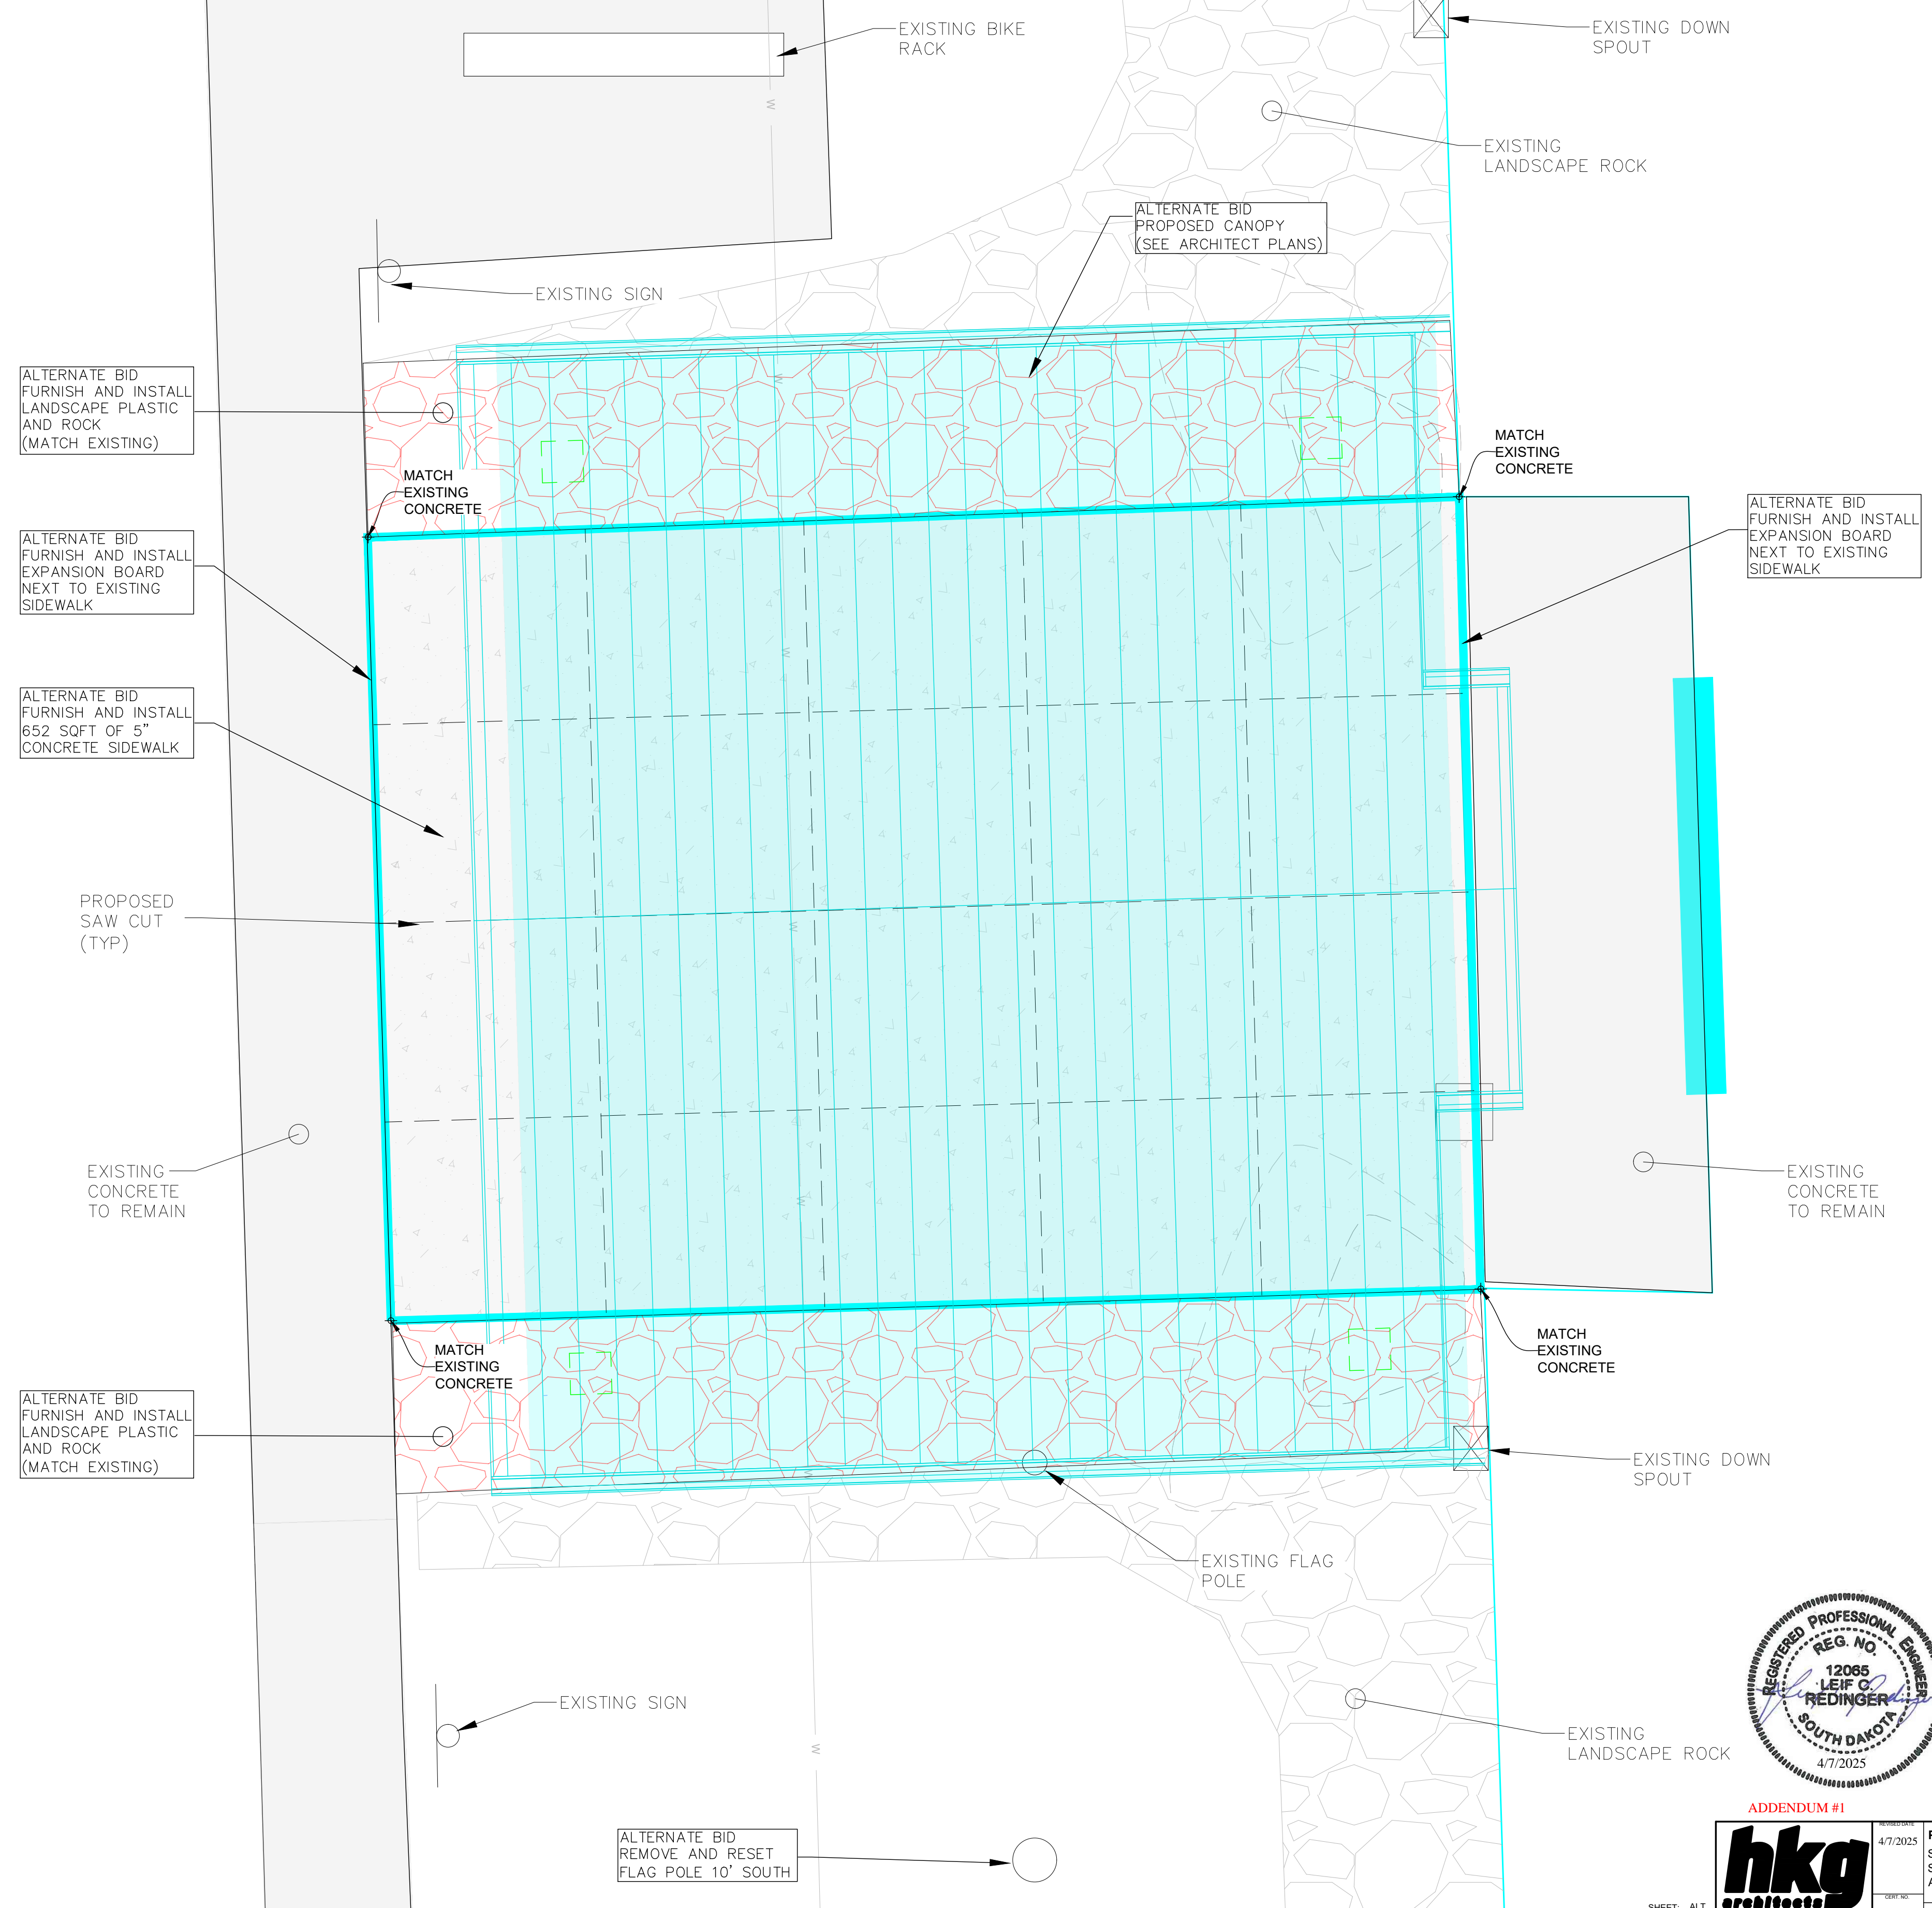 EXISTING BIKE
RACK
EXISTING DOWN
SPOUT
EXISTING
LANDSCAPE ROCK
ALTERNATE BID
PROPOSED CANOPY
(SEE ARCHITECT PLANS)
EXISTING SIGN
ALTERNATE BID
FURNISH AND INSTALL
LANDSCAPE PLASTIC
AND ROCK
(MATCH EXISTING)
MATCH
EXISTING
CONCRETE
MATCH
EXISTING
CONCRETE
ALTERNATE BID
FURNISH AND INSTALL
EXPANSION BOARD
NEXT TO EXISTING
SIDEWALK
ALTERNATE BID
FURNISH AND INSTALL
EXPANSION BOARD
NEXT TO EXISTING
SIDEWALK
ALTERNATE BID
FURNISH AND INSTALL
652 SQFT OF 5"
CONCRETE SIDEWALK
PROPOSED
SAW CUT
(TYP)
EXISTING
CONCRETE
TO REMAIN
EXISTING
CONCRETE
TO REMAIN
MATCH
EXISTING
CONCRETE
MATCH
EXISTING
CONCRETE
ALTERNATE BID
FURNISH AND INSTALL
LANDSCAPE PLASTIC
AND ROCK
(MATCH EXISTING)
EXISTING DOWN
SPOUT
EXISTING FLAG
POLE
EXISTING SIGN
EXISTING
LANDSCAPE ROCK
ALTERNATE BID
REMOVE AND RESET
FLAG POLE 10' SOUTH
W
W
W
W
W
W
W
REGISTERED PROFESSIONAL ENGINEER
REG. NO.
12065
LEIF C.
REDINGER
SOUTH DAKOTA
4/7/2025
ADDENDUM #1
hkg
architects
REVISED DATE
4/7/2025
CERT. NO.
SHEET: ALT